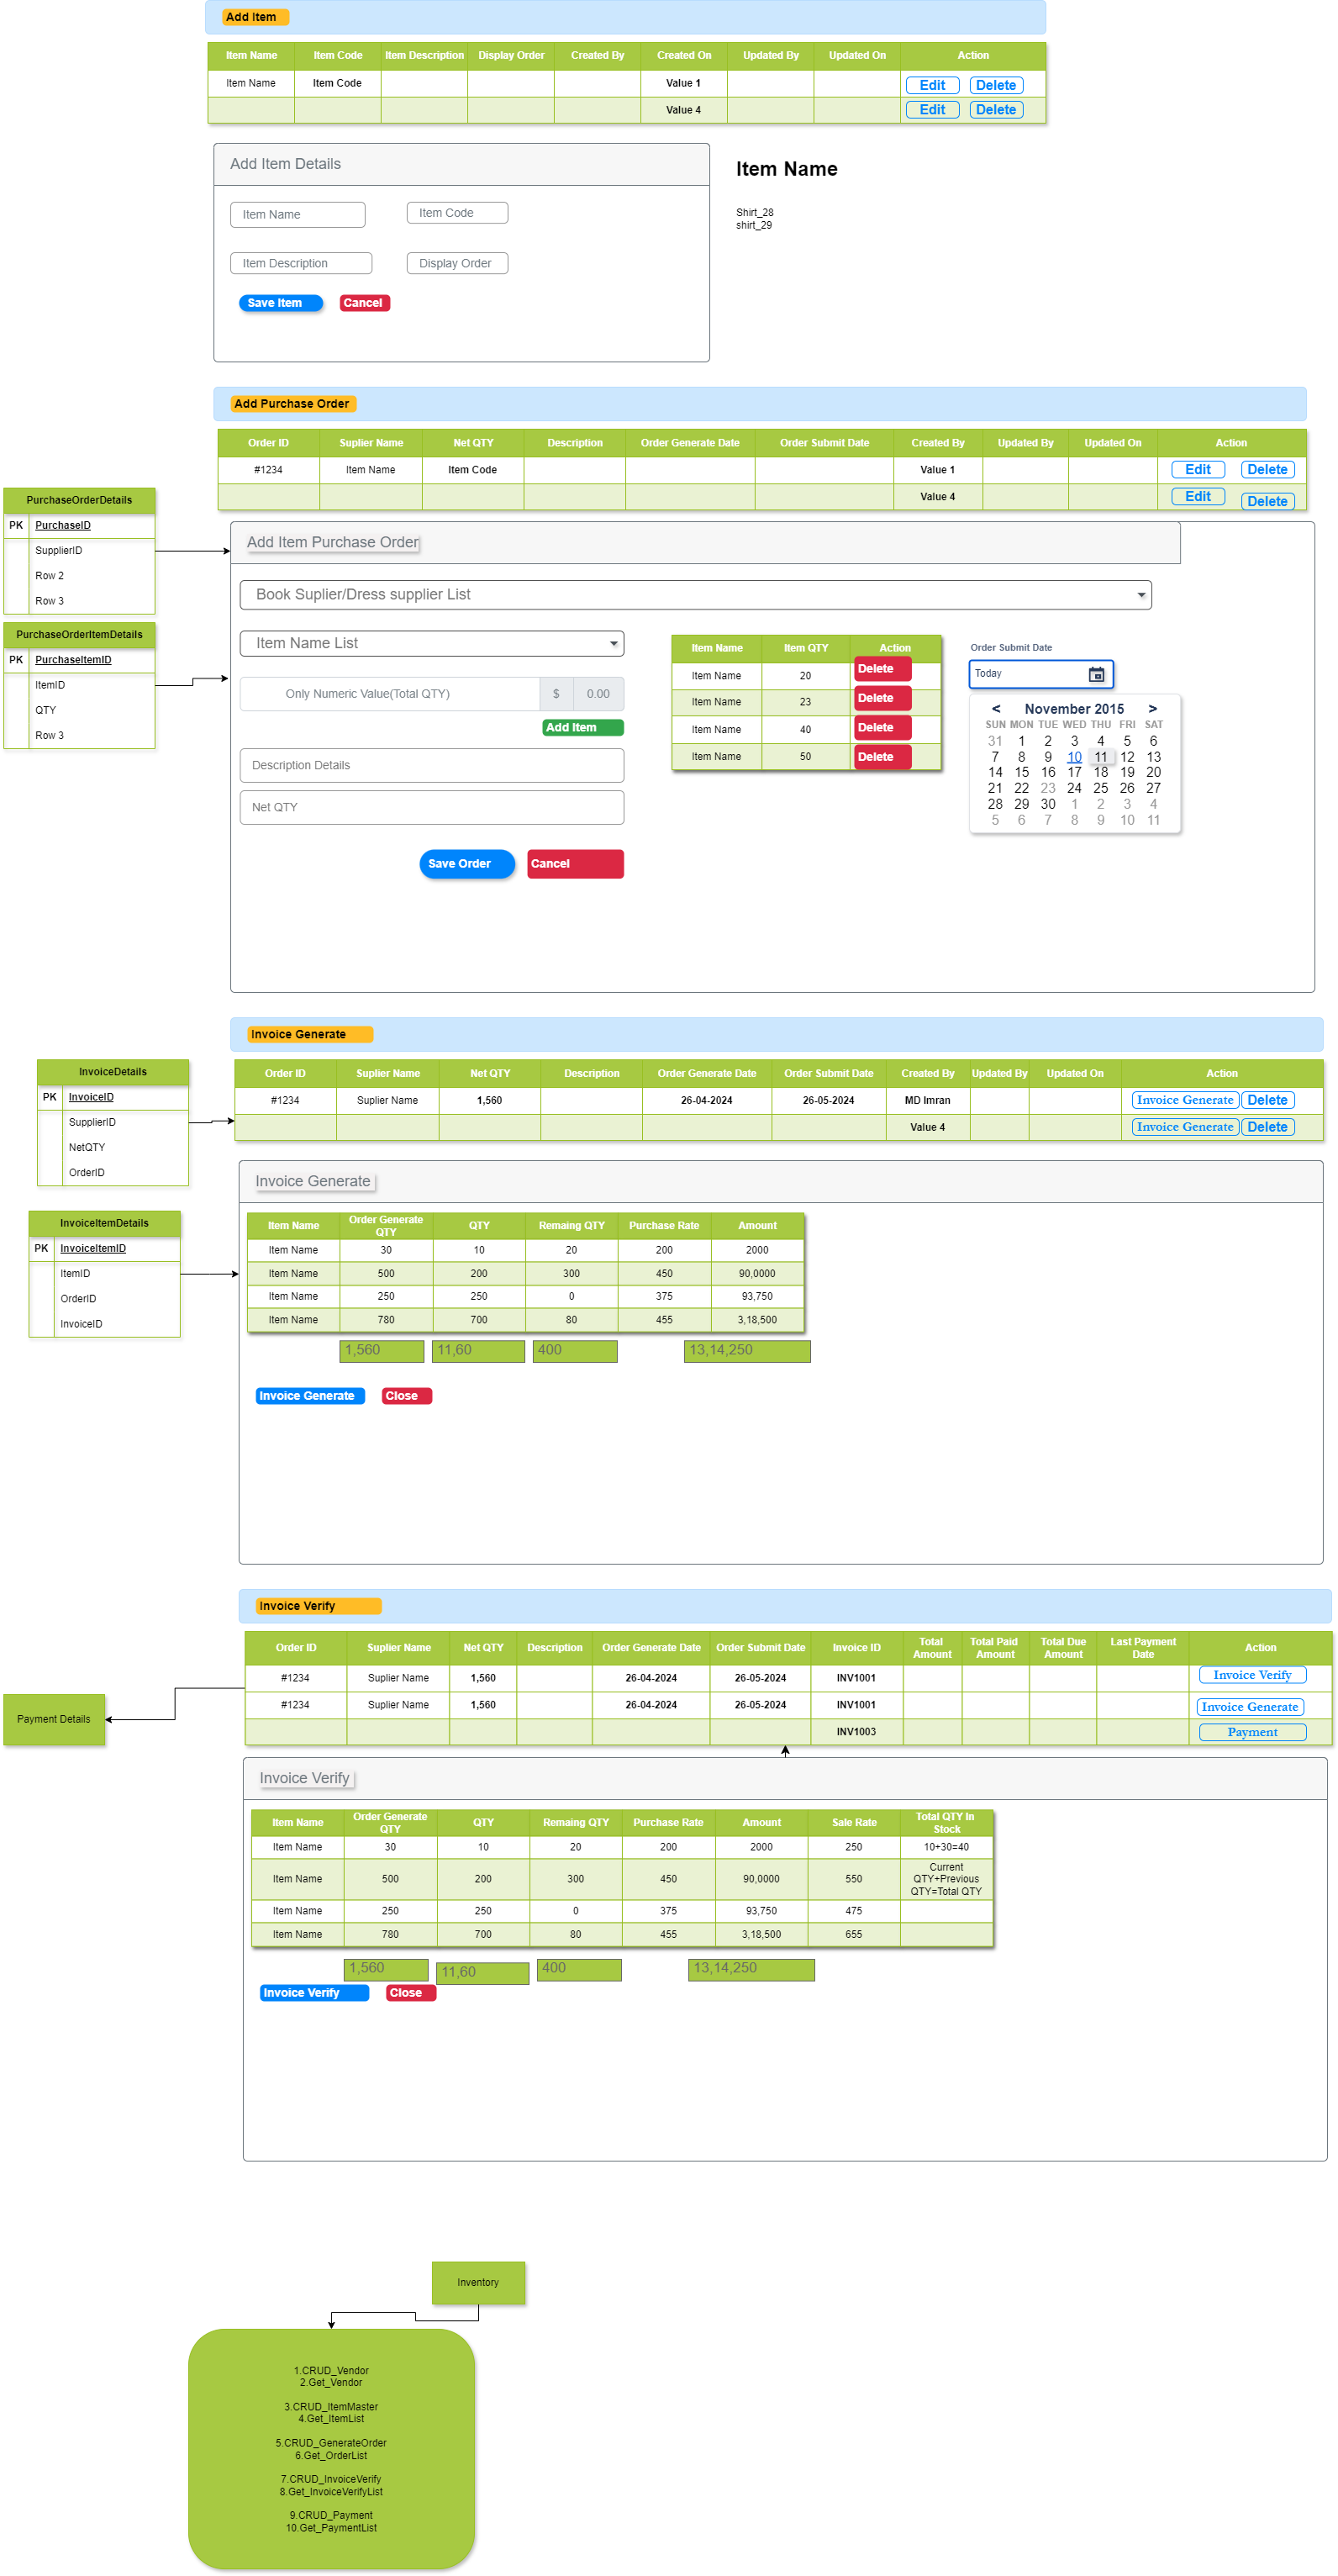 Add Item
Item Name Item Code Item Description Display Order Created By Created On Updated By Updated On Action
Item Name Item Code Value 1 Edit Delete
Value 4 Edit Delete
Add Item Details
Item Name
Item Name Item Code
Shirt_28
shirt_29
Item Description Display Order
Save Item Cancel
Add Purchase Order
Order ID Suplier Name Net QTY Description Order Generate Date Order Submit Date Created By Updated By Updated On Action
#1234 Item Name Item Code Value 1 Edit Delete
Value 4 Edit Delete
PurchaseOrderDetails
PK PurchaseID
SupplierID
Row 2
Row 3
PurchaseOrderItemDetails
PK PurchaseItemID
ItemID
QTY
Row 3
Add Item Purchase Order
Book Suplier/Dress supplier List
Item Name List
Only Numeric Value(Total QTY) $ 0.00
Add Item
Description Details
Net QTY
Save Order Cancel
Item Name Item QTY Action
Item Name 20 Delete
Item Name 23 Delete
Item Name 40 Delete
Item Name 50 Delete
Order Submit Date
Today
< November 2015 >
SUN MON TUE WED THU FRI SAT
31 1 2 3 4 5 6
7 8 9 10 11 12 13
14 15 16 17 18 19 20
21 22 23 24 25 26 27
28 29 30 1 2 3 4
5 6 7 8 9 10 11
Invoice Generate
Order ID Suplier Name Net QTY Description Order Generate Date Order Submit Date Created By Updated By Updated On Action
#1234 Suplier Name 1,560 26-04-2024 26-05-2024 MD Imran Invoice Generate Delete
Value 4 Invoice Generate Delete
InvoiceDetails
PK InvoiceID
SupplierID
NetQTY
OrderID
InvoiceItemDetails
PK InvoiceItemID
ItemID
OrderID
InvoiceID
Invoice Generate
Item Name Order Generate QTY QTY Remaing QTY Purchase Rate Amount
Item Name 30 10 20 200 2000
Item Name 500 200 300 450 90,0000
Item Name 250 250 0 375 93,750
Item Name 780 700 80 455 3,18,500
1,560 11,60 400 13,14,250
Invoice Generate Close
Invoice Verify
Order ID Suplier Name Net QTY Description Order Generate Date Order Submit Date Invoice ID Total Amount Total Paid Amount Total Due Amount Last Payment Date Action
#1234 Suplier Name 1,560 26-04-2024 26-05-2024 INV1001 Invoice Verify
#1234 Suplier Name 1,560 26-04-2024 26-05-2024 INV1001 Invoice Generate
INV1003 Payment
Payment Details
Invoice Verify
Item Name Order Generate QTY QTY Remaing QTY Purchase Rate Amount Sale Rate Total QTY In Stock
Item Name 30 10 20 200 2000 250 10+30=40
Item Name 500 200 300 450 90,0000 550 Current QTY+Previous QTY=Total QTY
Item Name 250 250 0 375 93,750 475
Item Name 780 700 80 455 3,18,500 655
1,560 11,60 400 13,14,250
Invoice Verify Close
Inventory
1.CRUD_Vendor
2.Get_Vendor
3.CRUD_ItemMaster
4.Get_ItemList
5.CRUD_GenerateOrder
6.Get_OrderList
7.CRUD_InvoiceVerify
8.Get_InvoiceVerifyList
9.CRUD_Payment
10.Get_PaymentList